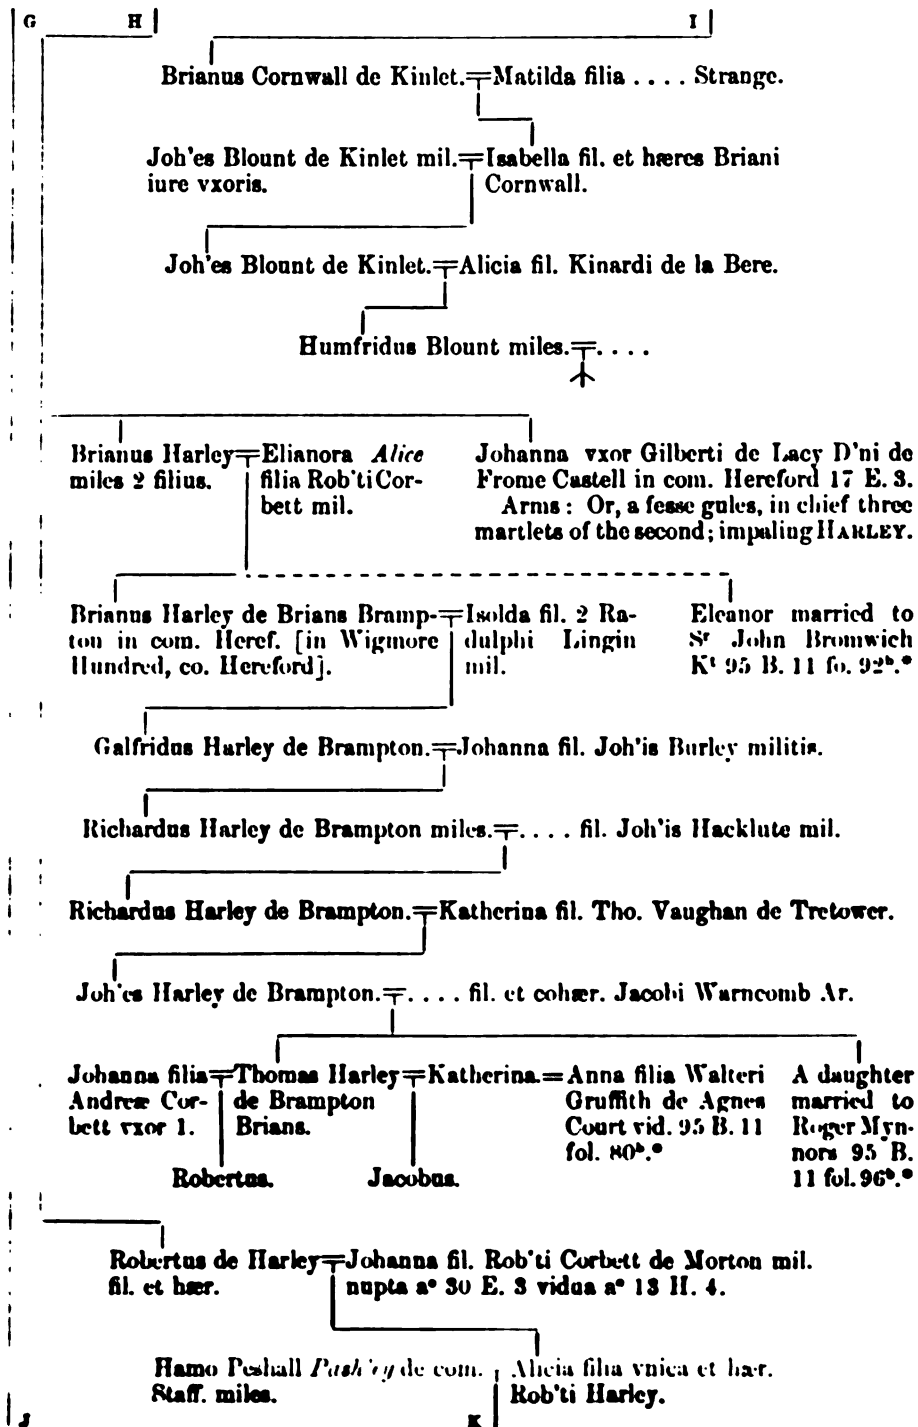 G H I
Brianus Cornwall de Kinlet.=Matilda filia .... Strange.
Joh'es Blount de Kinlet mil.=Isabella fil. et hæres Briani
iure vxoris. Cornwall.
Joh'es Blount de Kinlet.=Alicia fil. Kinardi de la Bere.
Humfridus Blount miles.=....
Brianus Harley=Elianora Alice
miles 2 filius. filia Rob'ti Cor-
bett mil.
Johanna vxor Gilberti de Lacy D'ni de
Frome Castell in com. Hereford 17 E. 3.
Arms: Or, a fesse gules, in chief three
martlets of the second; impaling HARLEY.
Brianus Harley de Brians Bramp-
ton in com. Heref. [in Wigmore
Hundred, co. Hereford].
=Isolda fil. 2 Ra-
dulphi Lingin
mil.
Eleanor married to
Sr John Bromwich
Kt 95 B. 11 fo. 92b.*
Galfridus Harley de Brampton.=Johanna fil. Joh'is Burley militis.
Richardus Harley de Brampton miles.=.... fil. Joh'is Hacklute mil.
Richardus Harley de Brampton.=Katherina fil. Tho. Vaughan de Tretower.
Joh'es Harley de Brampton.=.... fil. et cohær. Jacobi Warncomb Ar.
Johanna filia
Andreæ Cor-
bett vxor 1.
=Thomas Harley
de Brampton
Brians.
=Katherina.
=Anna filia Walteri
Gruffith de Agnes
Court vid. 95 B. 11
fol. 80b.*
A daughter
married to
Roger Myn-
nors 95 B.
11 fol. 96b.*
Robertus. Jacobus.
Robertus de Harley=Johanna fil. Rob'ti Corbett de Morton mil.
fil. et hær. nupta ao 30 E. 3 vidua ao 13 H. 4.
Hamo Peshall Pash'ey de com. Alicia filia vnica et hær.
Staff. miles. Rob'ti Harley.
J K